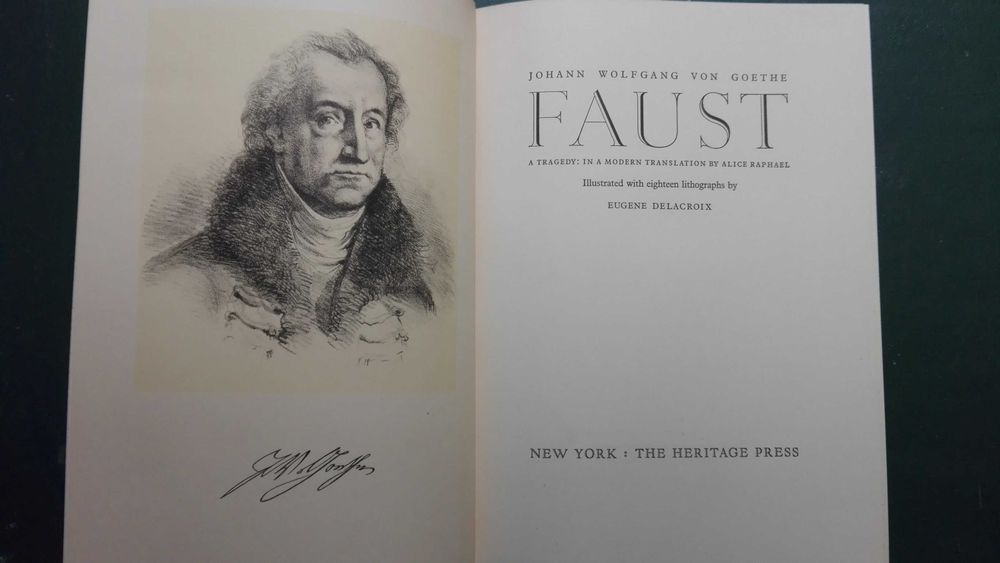 JOHANN WOLFGANG VON GOETHE
FAUST
A TRAGEDY: IN A MODERN TRANSLATION BY ALICE RAPHAEL
Illustrated with eighteen lithographs by
EUGENE DELACROIX
NEW YORK : THE HERITAGE PRESS